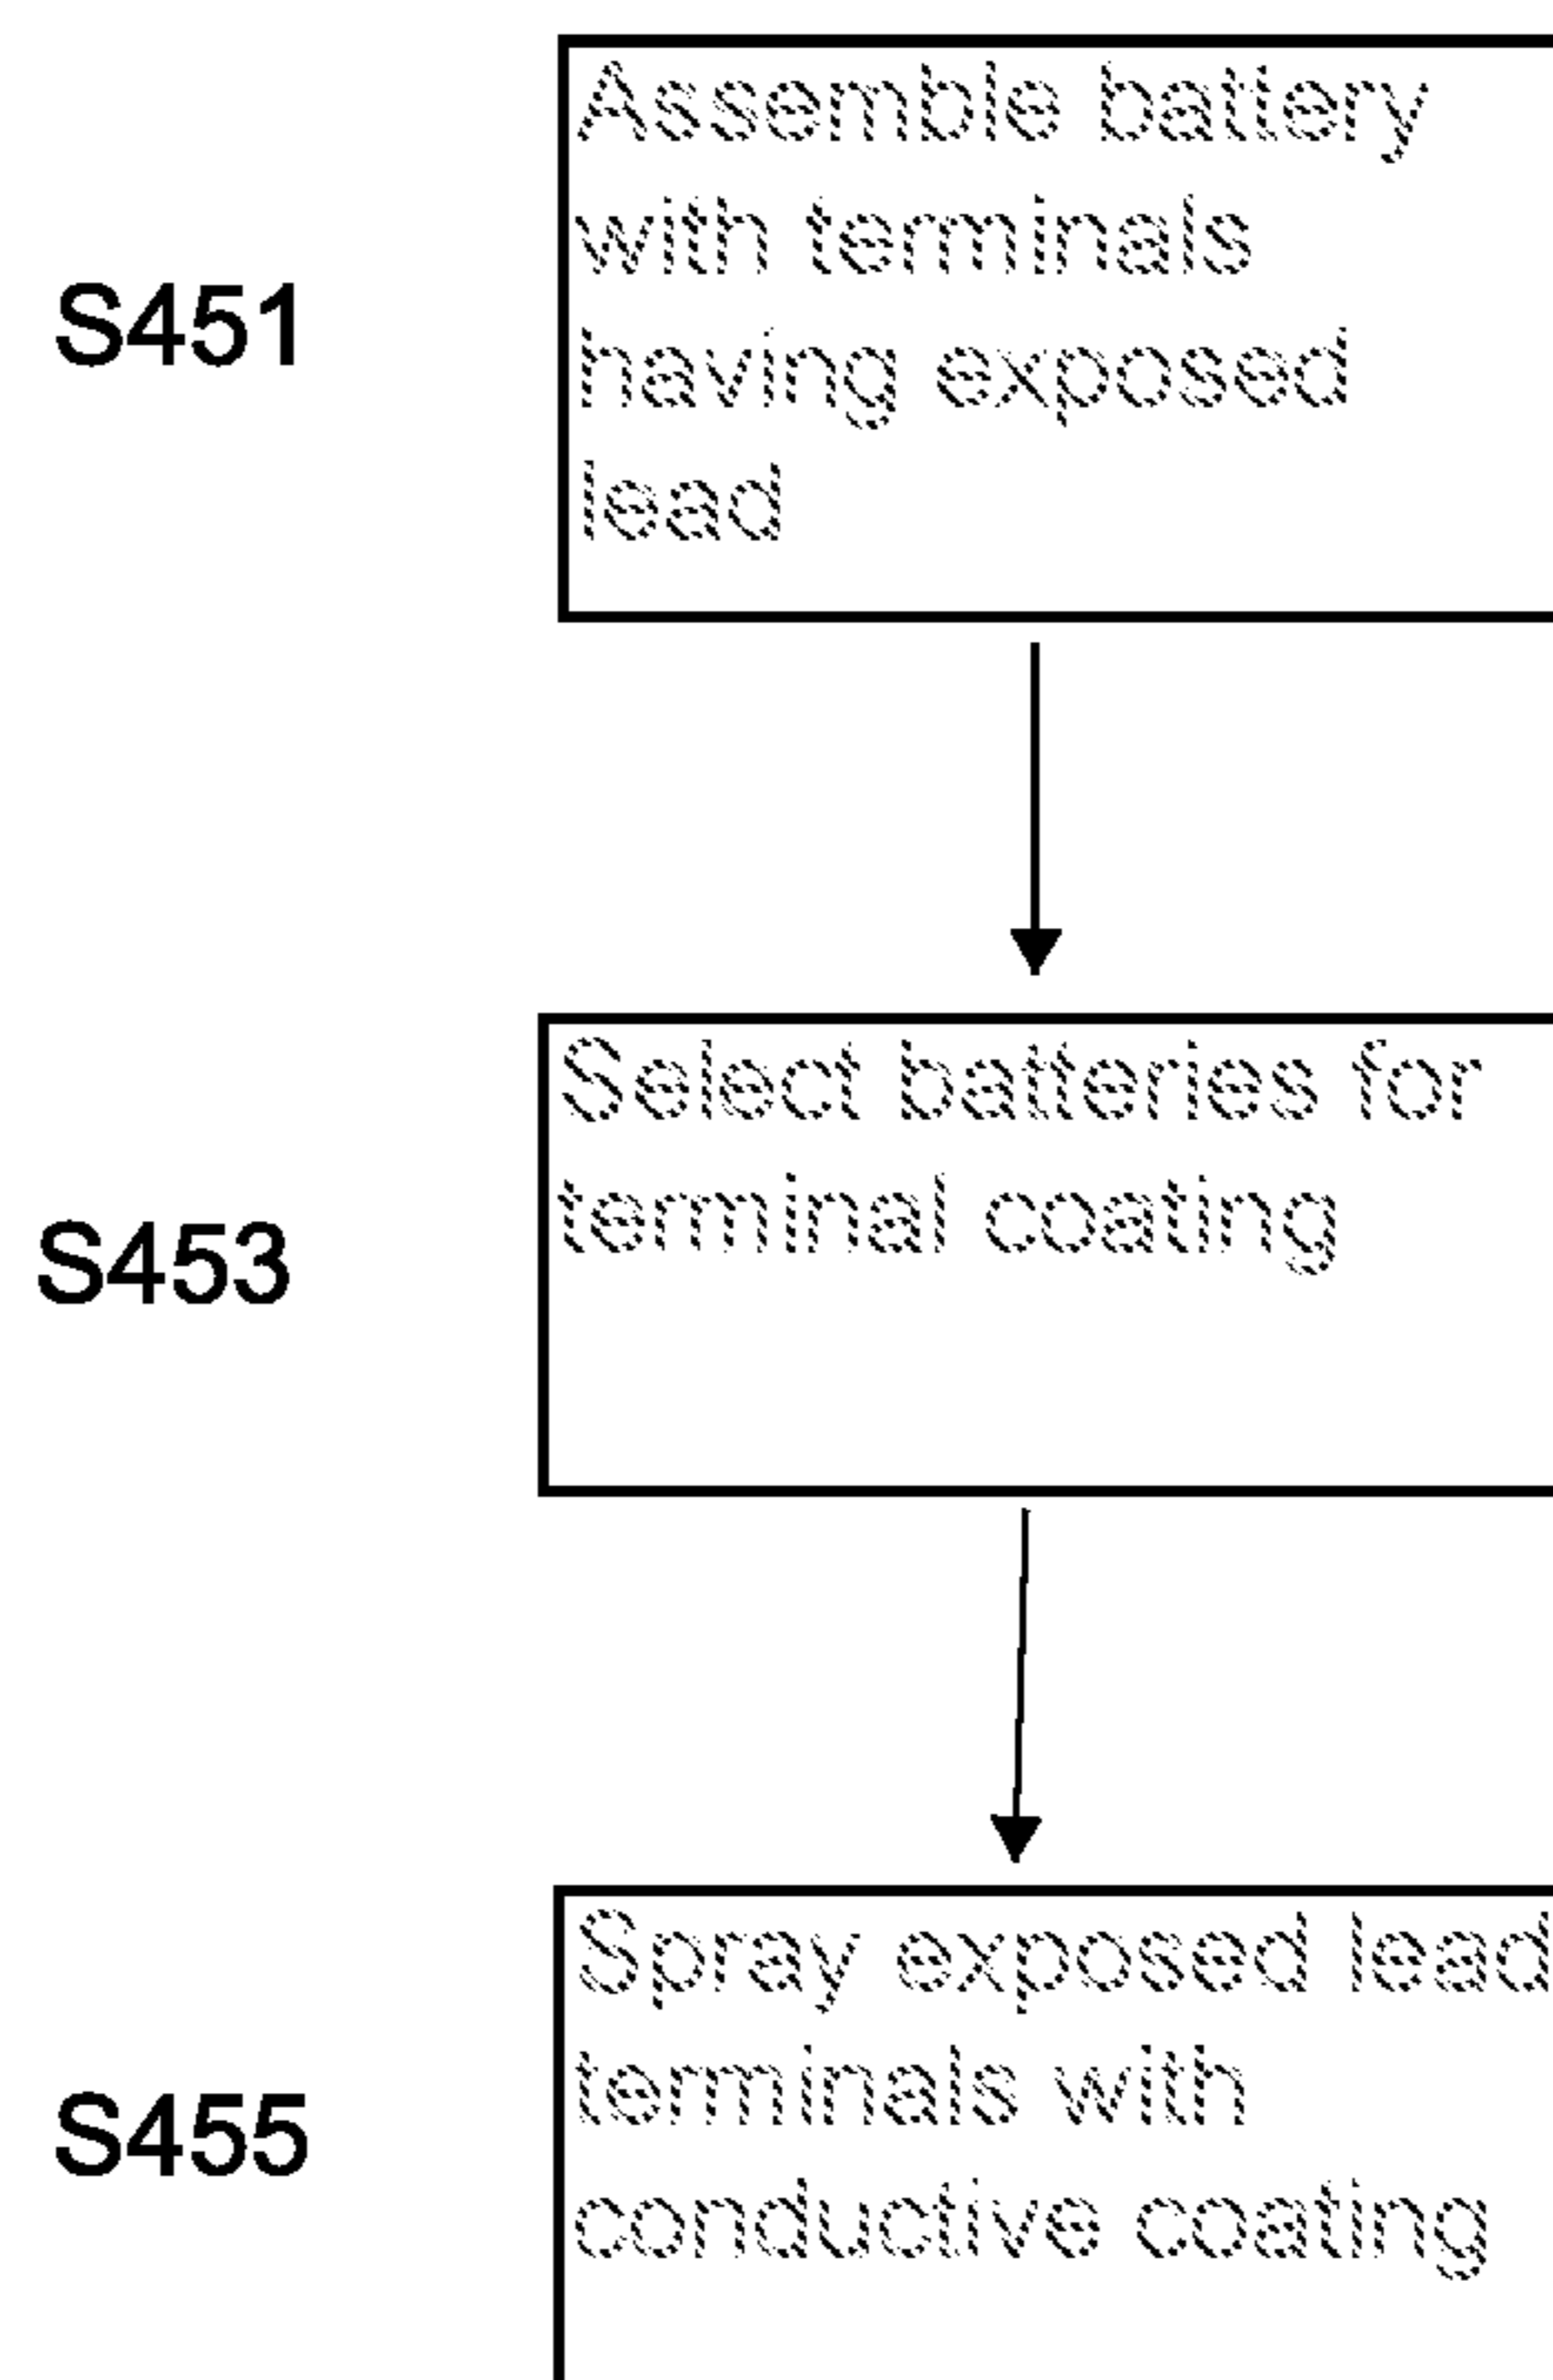 Assemble battery
with terminals
S451
having exposed
lead
Select batteries for
terminal coating
S453
Spray exposed lead
terminals with
S455
conductive coating